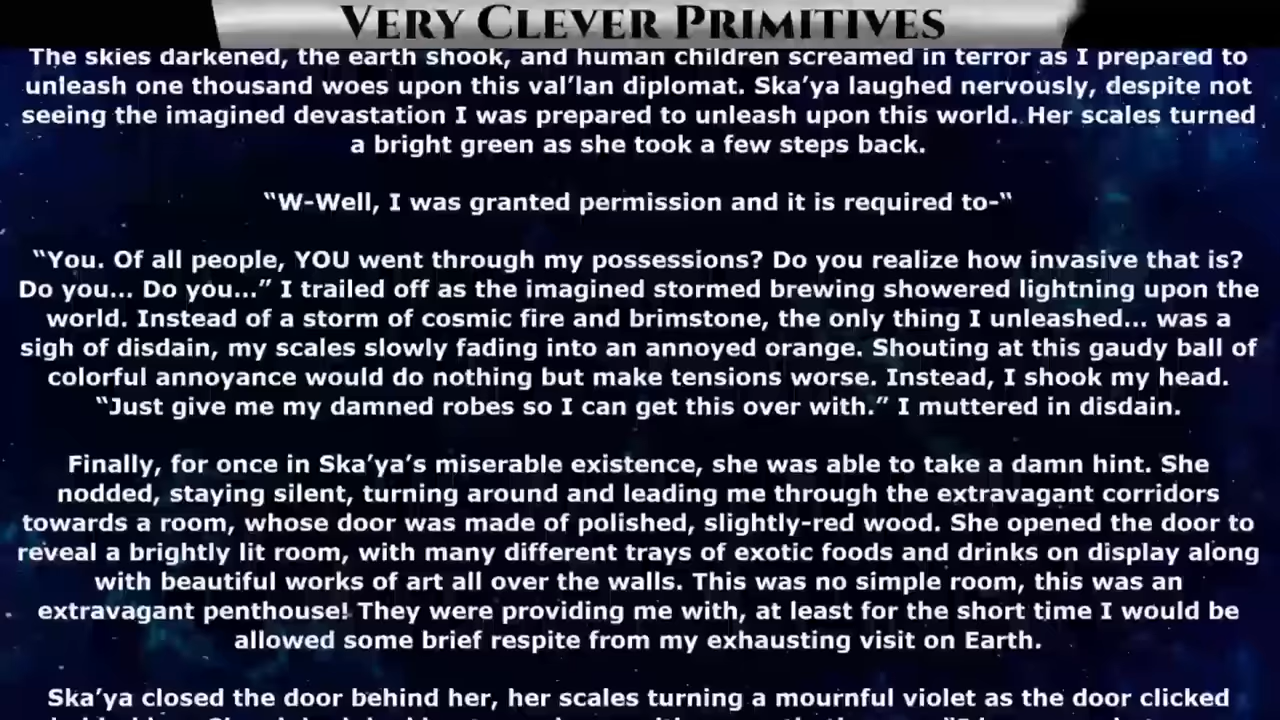 VERY CLEVER PRIMITIVES
The skies darkened, the earth shook, and human children screamed in terror as I prepared to
unleash one thousand woes upon this val’lan diplomat. Ska’ya laughed nervously, despite not
seeing the imagined devastation I was prepared to unleash upon this world. Her scales turned
a bright green as she took a few steps back.
“W-Well, I was granted permission and it is required to-“
“You. Of all people, YOU went through my possessions? Do you realize how invasive that is?
Do you... Do you...” I trailed off as the imagined stormed brewing showered lightning upon the
world. Instead of a storm of cosmic fire and brimstone, the only thing I unleashed... was a
sigh of disdain, my scales slowly fading into an annoyed orange. Shouting at this gaudy ball of
colorful annoyance would do nothing but make tensions worse. Instead, I shook my head.
“Just give me my damned robes so I can get this over with.” I muttered in disdain.
Finally, for once in Ska’ya’s miserable existence, she was able to take a damn hint. She
nodded, staying silent, turning around and leading me through the extravagant corridors
towards a room, whose door was made of polished, slightly-red wood. She opened the door to
reveal a brightly lit room, with many different trays of exotic foods and drinks on display along
with beautiful works of art all over the walls. This was no simple room, this was an
extravagant penthouse! They were providing me with, at least for the short time I would be
allowed some brief respite from my exhausting visit on Earth.
Ska’ya closed the door behind her, her scales turning a mournful violet as the door clicked